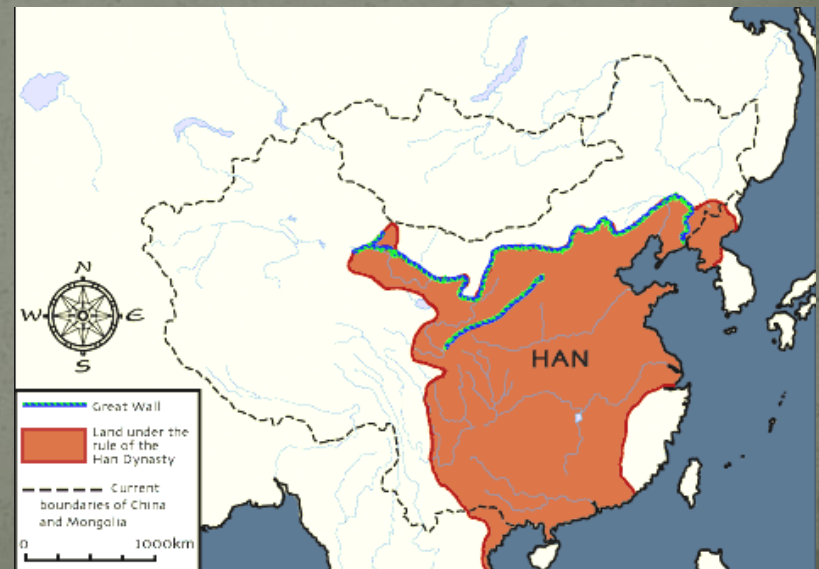 HAN
N
W E
S
Great Wall
Land under the
rule of the
Han Dynasty
Current
boundaries of China
and Mongolia
0 1000km